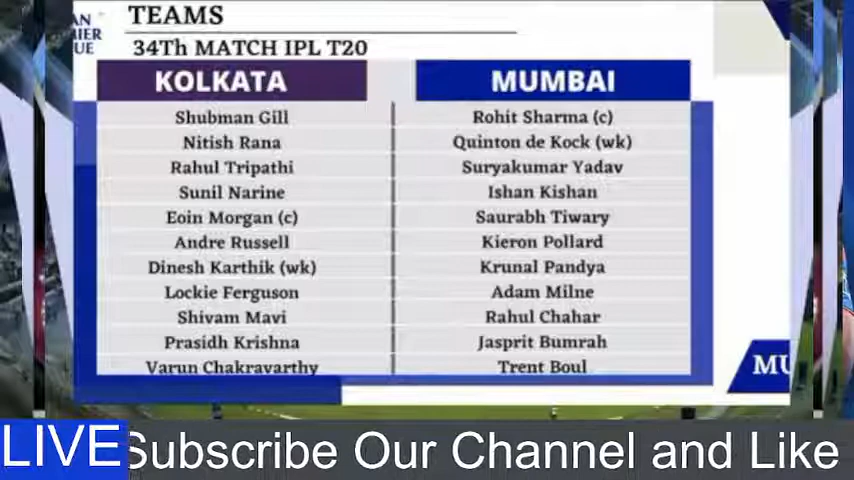 AN
IER
UE
TEAMS
34Th MATCH IPL T20
KOLKATA
MUMBAI
Shubman Gill
Rohit Sharma (c)
Nitish Rana
Quinton de Kock (wk)
Rahul Tripathi
Suryakumar Yadav
Sunil Narine
Ishan Kishan
Eoin Morgan (c)
Saurabh Tiwary
Andre Russell
Kieron Pollard
Dinesh Karthik (wk)
Krunal Pandya
Lockie Ferguson
Adam Milne
Shivam Mavi
Rahul Chahar
Prasidh Krishna
Jasprit Bumrah
Varun Chakravarthy
Trent Boul
MU
LIVE Subscribe Our Channel and Like